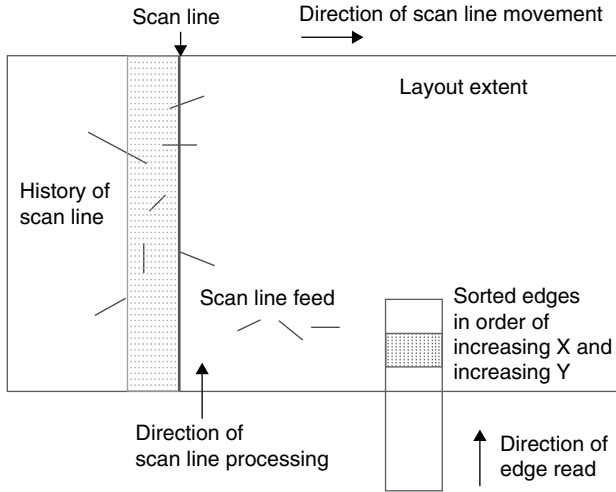 Scan line
Direction of scan line movement
Layout extent
History of
scan line
Scan line feed
Sorted edges
in order of
increasing X and
increasing Y
Direction of
scan line processing
Direction of
edge read